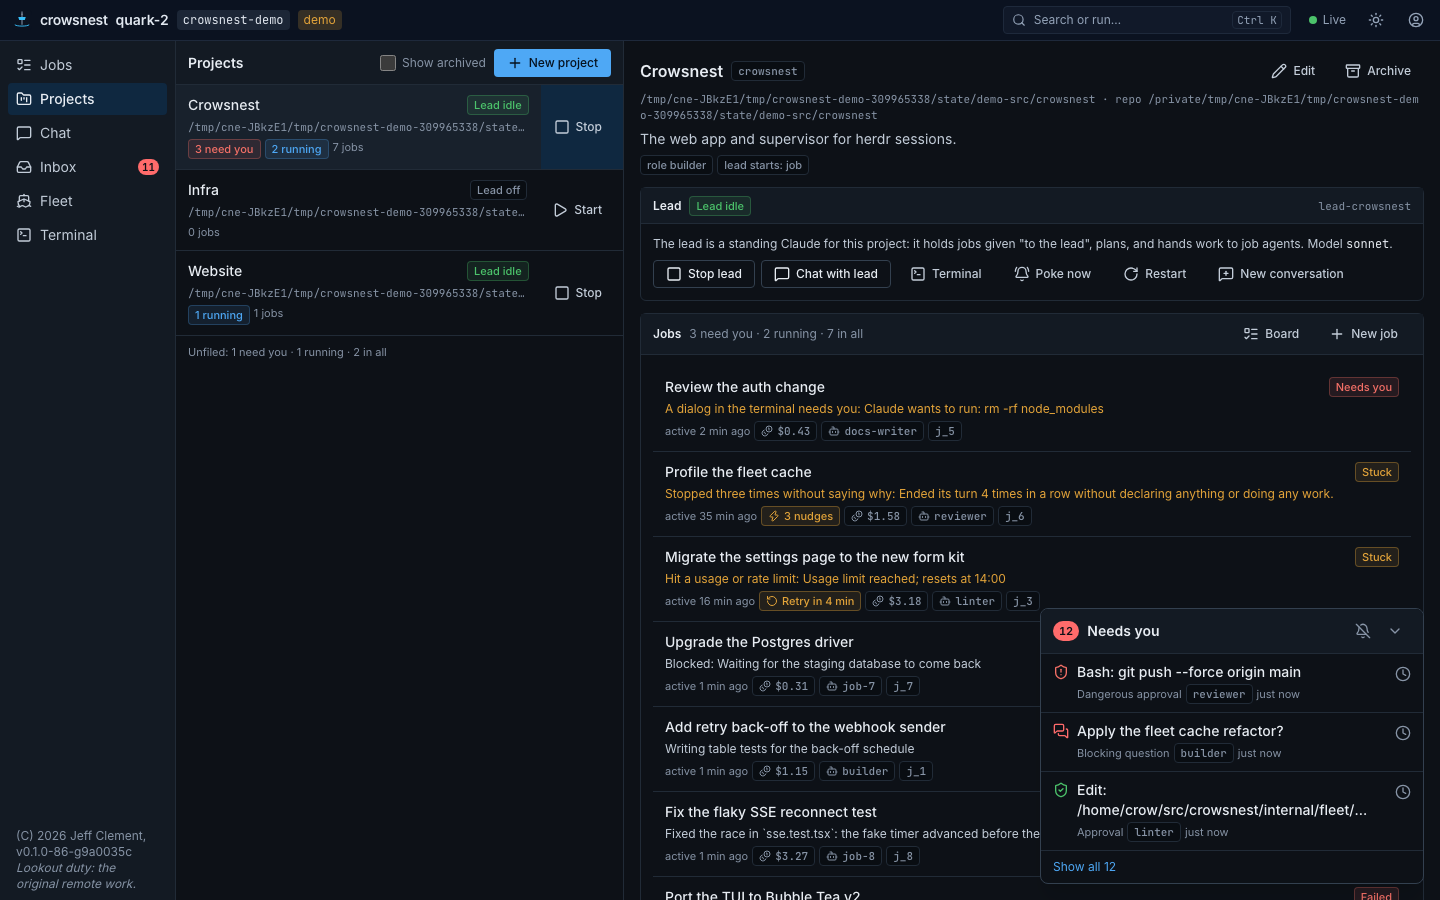 crowsnest quark-2 crowsnest-demo demo
Search or run... Ctrl K
Live
Jobs
Projects
Chat
Inbox 11
Fleet
Terminal
(C) 2026 Jeff Clement,
v0.1.0-86-g9a0035c
Lookout duty: the
original remote work.
Projects
Show archived
New project
Crowsnest Lead idle
/tmp/cne-JBkzE1/tmp/crowsnest-demo-309965338/state…
3 need you 2 running 7 jobs
Stop
Infra Lead off
/tmp/cne-JBkzE1/tmp/crowsnest-demo-309965338/state…
0 jobs
Start
Website Lead idle
/tmp/cne-JBkzE1/tmp/crowsnest-demo-309965338/state…
1 running 1 jobs
Stop
Unfiled: 1 need you · 1 running · 2 in all
Crowsnest crowsnest
Edit Archive
/tmp/cne-JBkzE1/tmp/crowsnest-demo-309965338/state/demo-src/crowsnest · repo /private/tmp/cne-JBkzE1/tmp/crowsnest-dem
o-309965338/state/demo-src/crowsnest
The web app and supervisor for herdr sessions.
role builder lead starts: job
Lead Lead idle lead-crowsnest
The lead is a standing Claude for this project: it holds jobs given "to the lead", plans, and hands work to job agents. Model sonnet.
Stop lead Chat with lead Terminal Poke now Restart New conversation
Jobs 3 need you · 2 running · 7 in all Board New job
Review the auth change Needs you
A dialog in the terminal needs you: Claude wants to run: rm -rf node_modules
active 2 min ago $0.43 docs-writer j_5
Profile the fleet cache Stuck
Stopped three times without saying why: Ended its turn 4 times in a row without declaring anything or doing any work.
active 35 min ago 3 nudges $1.58 reviewer j_6
Migrate the settings page to the new form kit Stuck
Hit a usage or rate limit: Usage limit reached; resets at 14:00
active 16 min ago Retry in 4 min $3.18 linter j_3
Upgrade the Postgres driver
Blocked: Waiting for the staging database to come back
active 1 min ago $0.31 job-7 j_7
Add retry back-off to the webhook sender
Writing table tests for the back-off schedule
active 1 min ago $1.15 builder j_1
Fix the flaky SSE reconnect test
Fixed the race in `sse.test.tsx`: the fake timer advanced before the
active 1 min ago $3.27 job-8 j_8
Port the TUI to Bubble Tea v2 Failed
12 Needs you
Bash: git push --force origin main
Dangerous approval reviewer just now
Apply the fleet cache refactor?
Blocking question builder just now
Edit:
/home/crow/src/crowsnest/internal/fleet/…
Approval linter just now
Show all 12